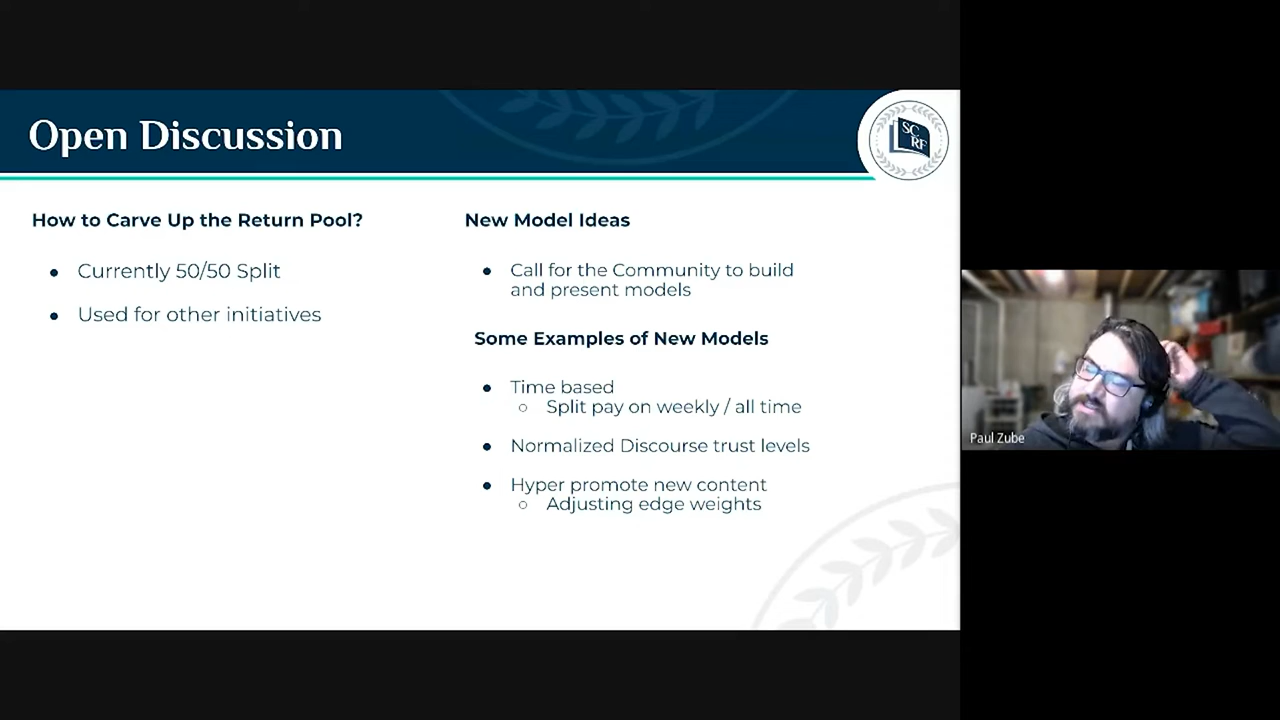 Open Discussion
SC
RF
How to Carve Up the Return Pool?
● Currently 50/50 Split
● Used for other initiatives
New Model Ideas
● Call for the Community to build
and present models
Some Examples of New Models
● Time based
○ Split pay on weekly / all time
● Normalized Discourse trust levels
● Hyper promote new content
○ Adjusting edge weights
Paul Zube